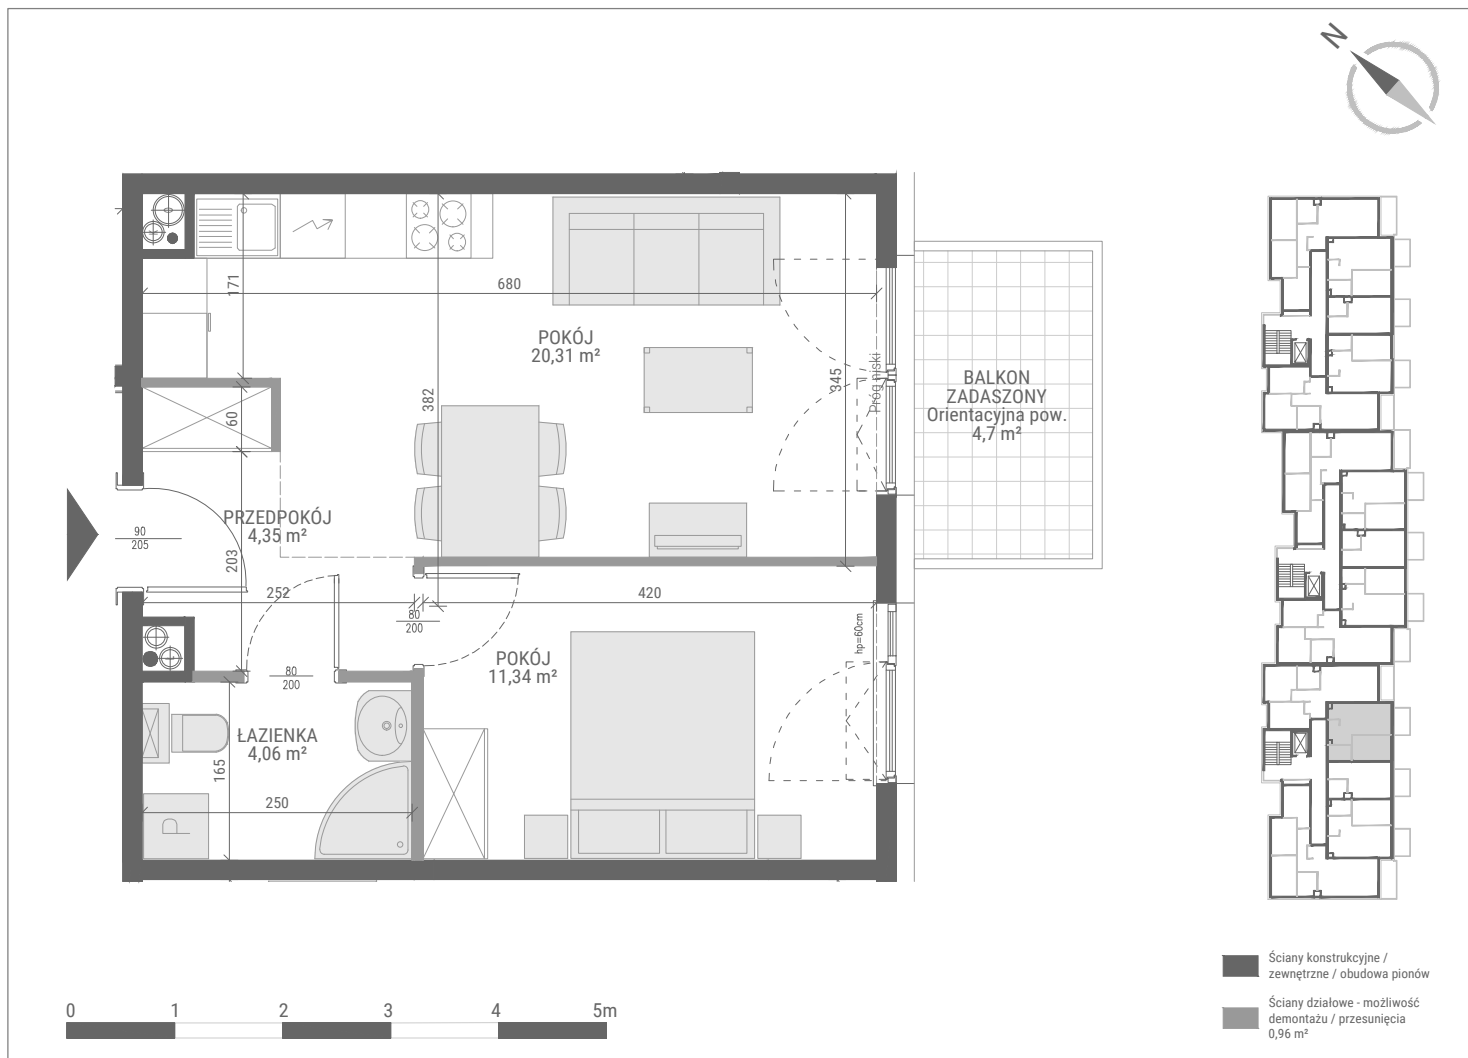 N
171
680
POKÓJ
20,31 m²
345
Próg niski
BALKON
ZADASZONY
Orientacyjna pow.
4,7 m²
382
60
PRZEDPOKÓJ
4,35 m²
90
205
203
252
80
200
420
hp=60cm
POKÓJ
11,34 m²
80
200
ŁAZIENKA
4,06 m²
165
250
P
Ściany konstrukcyjne /
zewnętrzne / obudowa pionów
Ściany działowe - możliwość
demontażu / przesunięcia
0,96 m²
0 1 2 3 4 5m